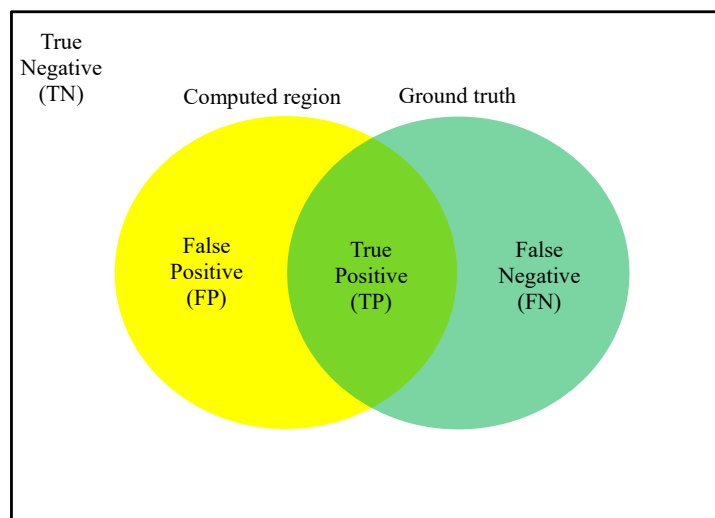 True
Negative
(TN)
Computed region
Ground truth
False
Positive
(FP)
True
Positive
(TP)
False
Negative
(FN)